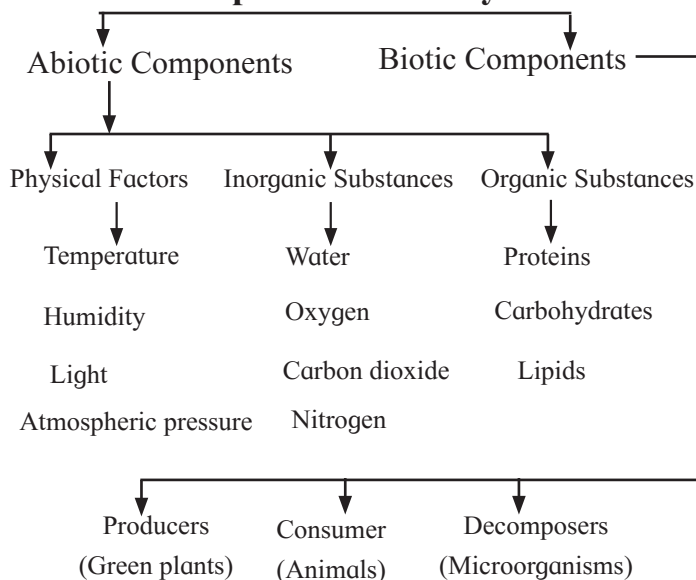 Abiotic Components Biotic Components
Physical Factors Inorganic Substances Organic Substances
Temperature Water Proteins
Humidity Oxygen Carbohydrates
Light Carbon dioxide Lipids
Atmospheric pressure Nitrogen
Producers Consumer Decomposers
(Green plants) (Animals) (Microorganisms)